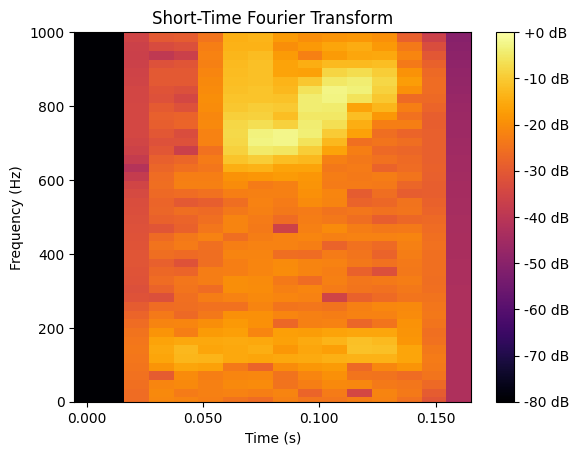 Short-Time Fourier Transform
1000
800
600
400
200
0
Frequency (Hz)
0.000
0.050
0.100
0.150
Time (s)
+0 dB
-10 dB
-20 dB
-30 dB
-40 dB
-50 dB
-60 dB
-70 dB
-80 dB